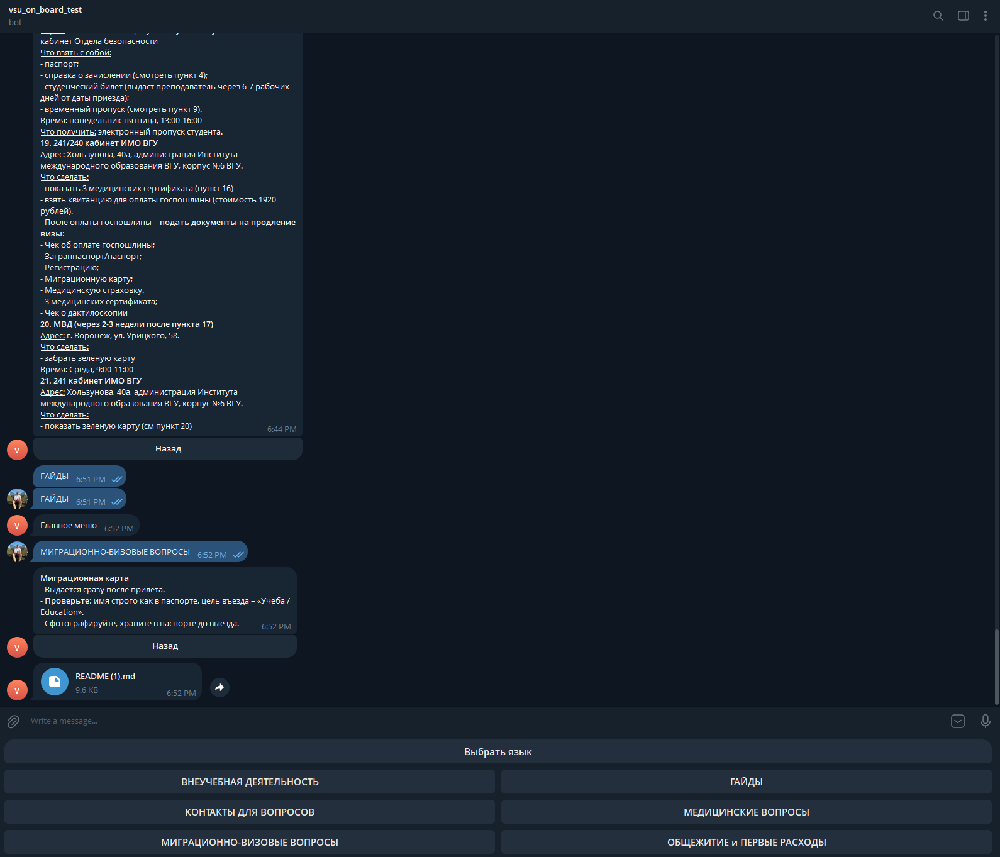 vsu_on_board_test
bot
кабинет Отдела безопасности
Что взять с собой:
- паспорт;
- справка о зачислении (смотреть пункт 4);
- студенческий билет (выдаст преподаватель через 6-7 рабочих
дней от даты приезда);
- временный пропуск (смотреть пункт 9).
Время: понедельник-пятница, 13:00-16:00
Что получить: электронный пропуск студента.
19. 241/240 кабинет ИМО ВГУ
Адрес: Хользунова, 40а, администрация Института
международного образования ВГУ, корпус №6 ВГУ.
Что сделать:
- показать 3 медицинских сертификата (пункт 16)
- взять квитанцию для оплаты госпошлины (стоимость 1920
рублей).
- После оплаты госпошлины – подать документы на продление
визы:
- Чек об оплате госпошлины;
- Загранпаспорт/паспорт;
- Регистрацию;
- Миграционную карту;
- Медицинскую страховку.
- 3 медицинских сертификата;
- Чек о дактилоскопии
20. МВД (через 2-3 недели после пункта 17)
Адрес: г. Воронеж, ул. Урицкого, 58.
Что сделать:
- забрать зеленую карту
Время: Среда, 9:00-11:00
21. 241 кабинет ИМО ВГУ
Адрес: Хользунова, 40а, администрация Института
международного образования ВГУ, корпус №6 ВГУ.
Что сделать:
- показать зеленую карту (см пункт 20)
6:44 PM
Назад
V
ГАЙДЫ 6:51 PM
ГАЙДЫ 6:51 PM
V
Главное меню 6:52 PM
МИГРАЦИОННО-ВИЗОВЫЕ ВОПРОСЫ 6:52 PM
Миграционная карта
- Выдаётся сразу после прилёта.
- Проверьте: имя строго как в паспорте, цель въезда – «Учеба /
Education».
- Сфотографируйте, храните в паспорте до выезда. 6:52 PM
Назад
V
README (1).md
9.6 KB
6:52 PM
V
Write a message...
Выбрать язык
ВНЕУЧЕБНАЯ ДЕЯТЕЛЬНОСТЬ
ГАЙДЫ
КОНТАКТЫ ДЛЯ ВОПРОСОВ
МЕДИЦИНСКИЕ ВОПРОСЫ
МИГРАЦИОННО-ВИЗОВЫЕ ВОПРОСЫ
ОБЩЕЖИТИЕ и ПЕРВЫЕ РАСХОДЫ